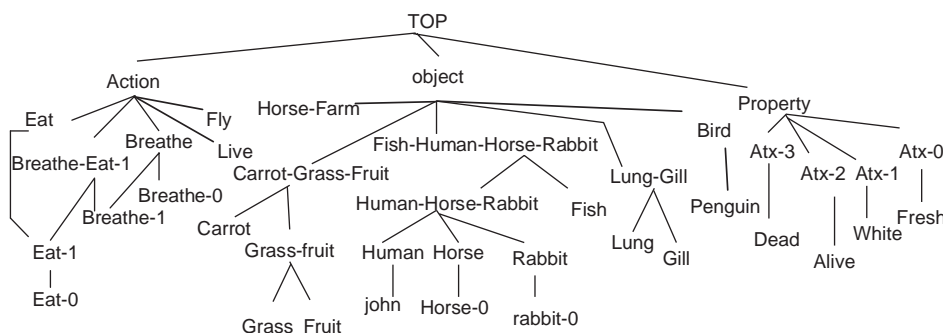 TOP
Action
object
Property
Horse-Farm
Eat
Fly
Bird
Breathe
Live
Fish-Human-Horse-Rabbit
Atx-3
Atx-0
Breathe-Eat-1
Carrot-Grass-Fruit
Lung-Gill
Atx-2
Atx-1
Breathe-0
Breathe-1
Human-Horse-Rabbit
Fish
Penguin
Carrot
Fresh
White
Dead
Eat-1
Grass-fruit
Human
Horse
Rabbit
Lung
Gill
Alive
Eat-0
john
Horse-0
rabbit-0
Grass
Fruit